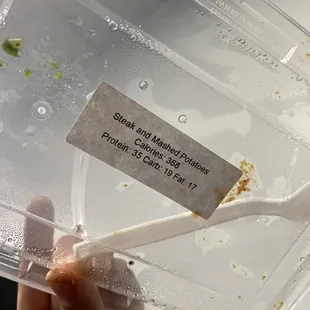 Steak and Mashed Potatoes
Calories: 368
Protein: 35 Carb: 19 Fat: 17